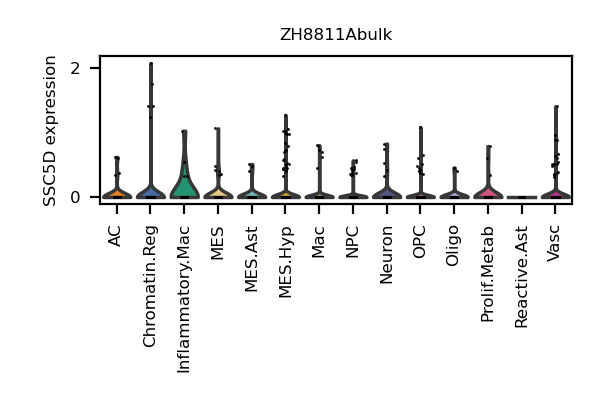 ZH8811Abulk
SSC5D expression
2
0
AC
Chromatin.Reg
Inflammatory.Mac
MES
MES.Ast
MES.Hyp
Mac
NPC
Neuron
OPC
Oligo
Prolif.Metab
Reactive.Ast
Vasc